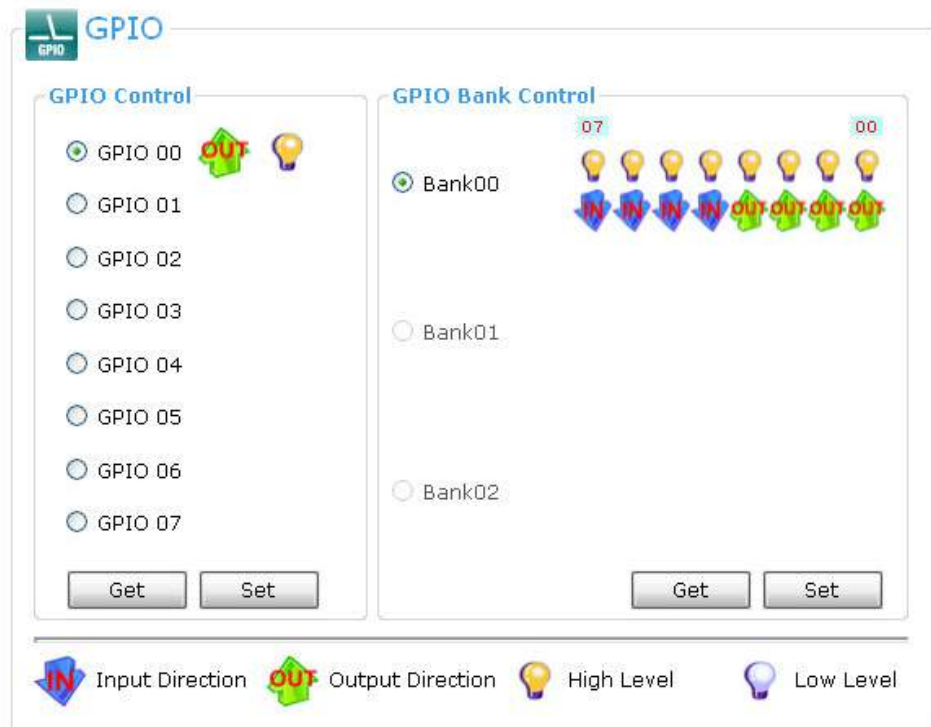 GPIO
GPIO
GPIO Control
GPIO 00 OUT
GPIO 01
GPIO 02
GPIO 03
GPIO 04
GPIO 05
GPIO 06
GPIO 07
Get Set
GPIO Bank Control
07 00
Bank00
IN IN IN IN OUT OUT OUT OUT
Bank01
Bank02
Get Set
IN Input Direction OUT Output Direction High Level Low Level